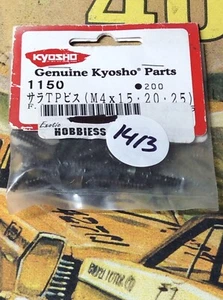 KYOSHO
Genuine Kyosho® Parts
1150 ●200
サラTPビス(M4x15・20・25)
Exotic
HOBBIESS
1413